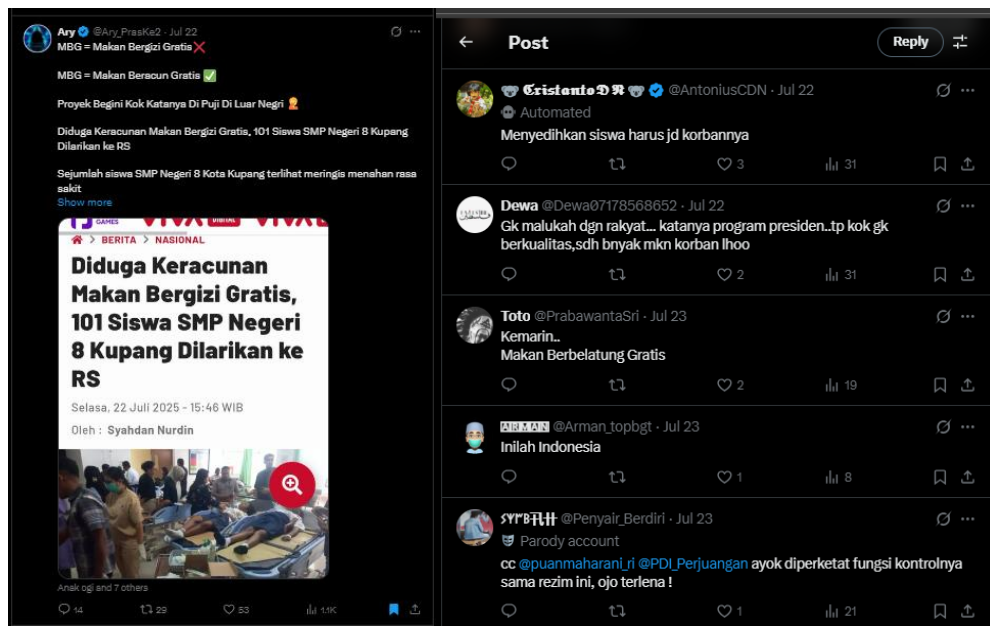 Ary @Ary_PrasKe2 · Jul 22
MBG = Makan Bergizi Gratis❌
MBG = Makan Beracun Gratis ✅
Proyek Begini Kok Katanya Di Puji Di Luar Negri
Diduga Keracunan Makan Bergizi Gratis, 101 Siswa SMP Negeri 8 Kupang
Dilarikan ke RS
Sejumlah siswa SMP Negeri 8 Kota Kupang terlihat meringis menahan rasa
sakit
Show more
GAMES VIVA DIGITAL VIVA
BERITA > NASIONAL
Diduga Keracunan
Makan Bergizi Gratis,
101 Siswa SMP Negeri
8 Kupang Dilarikan ke
RS
Selasa, 22 Juli 2025 - 15:46 WIB
Oleh : Syahdan Nurdin
Anak ogi and 7 others
14 29 53 1.1K
Post
Reply
𝕮𝖗𝖎𝖘𝖙𝖆𝖓𝖙𝖔𝕯 𝕽 @AntoniusCDN · Jul 22
Automated
Menyedihkan siswa harus jd korbannya
3 31
Dewa @Dewa07178568652 · Jul 22
Gk malukah dgn rakyat... katanya program presiden..tp kok gk
berkualitas,sdh bnyak mkn korban lhoo
2 31
Toto @PrabawantaSri · Jul 23
Kemarin..
Makan Berbelatung Gratis
2 19
ARMAN @Arman_topbgt · Jul 23
Inilah Indonesia
1 8
@Penyair_Berdiri · Jul 23
Parody account
cc @puanmaharani_ri @PDI_Perjuangan ayok diperketat fungsi kontrolnya
sama rezim ini, ojo terlena !
1 21